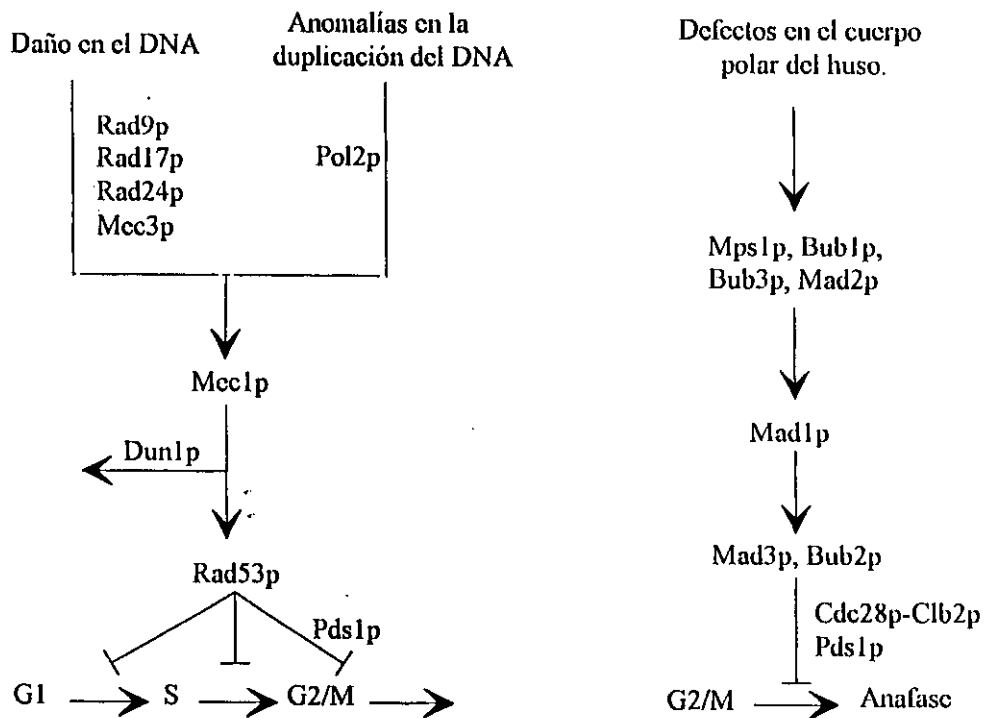 Daño en el DNA
Anomalías en la
duplicación del DNA
Rad9p
Rad17p
Rad24p
Mec3p
Pol2p
Mec1p
Dun1p
Rad53p
Pds1p
G1
S
G2/M
Defectos en el cuerpo
polar del huso.
Mps1p, Bub1p,
Bub3p, Mad2p
Mad1p
Mad3p, Bub2p
Cdc28p-Clb2p
Pds1p
G2/M
Anafase